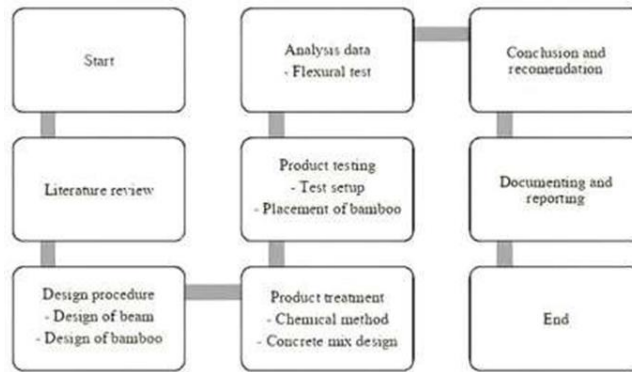 Start
Literature review
Design procedure
- Design of beam
- Design of bamboo
Product treatment
- Chemical method
- Concrete mix design
Product testing
- Test setup
- Placement of bamboo
Analysis data
- Flexural test
Conclusion and
recomendation
Documenting and
reporting
End